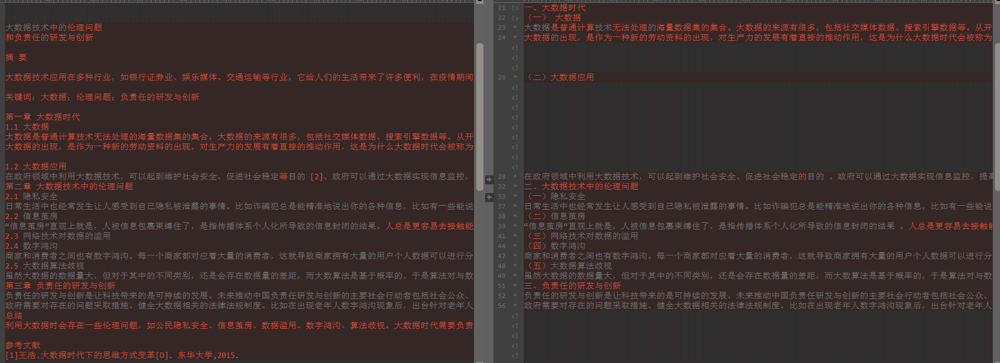 大数据技术中的伦理问题
和负责任的研发与创新
摘 要
大数据技术应用在多种行业，如银行证券业、娱乐媒体、交通运输等行业，它给人们的生活带来了许多便利，在疫情期间
关键词：大数据；伦理问题；负责任的研发与创新
第一章 大数据时代
1.1 大数据
大数据是普通计算技术无法处理的海量数据集的集合。大数据的来源有很多，包括社交媒体数据、搜索引擎数据等。从开
大数据的出现，是作为一种新的劳动资料的出现，对生产力的发展有着直接的推动作用，这是为什么大数据时代会被称为
1.2 大数据应用
在政府领域中利用大数据技术，可以起到维护社会安全、促进社会稳定等目的 [2]。政府可以通过大数据实现信息监控，
第二章 大数据技术中的伦理问题
2.1 隐私安全
日常生活中也经常发生让人感受到自己隐私被泄露的事情。比如诈骗犯总是能精准地说出你的各种信息，比如有一些能说
2.2 信息茧房
“信息茧房”直观上就是，人被信息包裹束缚住了，是指传播体系个人化所导致的信息封闭的结果。人总是更容易去接触能
2.3 网络技术对数据的滥用
2.4 数字鸿沟
商家和消费者之间也有数字鸿沟。每一个商家都对应着大量的消费者，这就导致商家拥有大量的用户个人数据可以进行分
2.5 大数据算法歧视
虽然大数据的数据量大，但对于其中的不同类别，还是会存在数据量的差距，而大数算法是基于概率的，于是算法对与数
第三章 负责任的研发与创新
负责任的研发与创新是让科技带来的是可持续的发展。未来推动中国负责任研发与创新的主要社会行动者包括社会公众、
政府需要对存在的问题采取措施、健全大数据相关的法律法规制度。比如在出现老年人数字鸿沟现象后，出台针对老年人
总结
利用大数据时会存在一些伦理问题，如公民隐私安全、信息茧房、数据滥用、数字鸿沟、算法歧视。大数据时代需要负责
参考文献
[1]王浩.大数据时代下的思维方式变革[D]. 东华大学,2015.
21 !> 一、大数据时代
22 !> （一） 大数据
23 * 大数据是普通计算技术无法处理的海量数据集的集合。大数据的来源有很多，包括社交媒体数据、搜索引擎数据等。从开
24 * 大数据的出现，是作为一种新的劳动资料的出现，对生产力的发展有着直接的推动作用，这是为什么大数据时代会被称为
<!
<!
<!
26 * （二）大数据应用
<!
<!
<!
<!
<!
<!
<!
<!
<!
28 * 在政府领域中利用大数据技术，可以起到维护社会安全、促进社会稳定的目的 。政府可以通过大数据实现信息监控，提高
32 * 二、大数据技术中的伦理问题
33 * （一）隐私安全
37 * 日常生活中也经常发生让人感受到自己隐私被泄露的事情。比如诈骗犯总是能精准地说出你的各种信息，比如有一些能说
38 * （二）信息茧房
39 * “信息茧房“直观上就是，人被信息包裹束缚住了，是指传播体系个人化所导致的信息封闭的结果 。人总是更容易去接触能
41 * （三）网络技术对数据的滥用
44 * （四）数字鸿沟
47 * 商家和消费者之间也有数字鸿沟。每一个商家都对应着大量的消费者，这就导致商家拥有大量的用户个人数据可以进行分
48 * （五）大数据算法歧视
49 * 虽然大数据的数据量大，但对于其中的不同类别，还是会存在数据量的差距，而大数算法是基于概率的，于是算法对与数
51 * 三、负责任的研发与创新
52 * 负责任的研发与创新是让科技带来的是可持续的发展。未来推动中国负责任研发与创新的主要社会行动者包括社会公众、
56 * 政府需要对存在的问题采取措施、健全大数据相关的法律法规制度。比如在出现老年人数字鸿沟现象后，出台针对老年人
<!
<!
<!
<!
<!